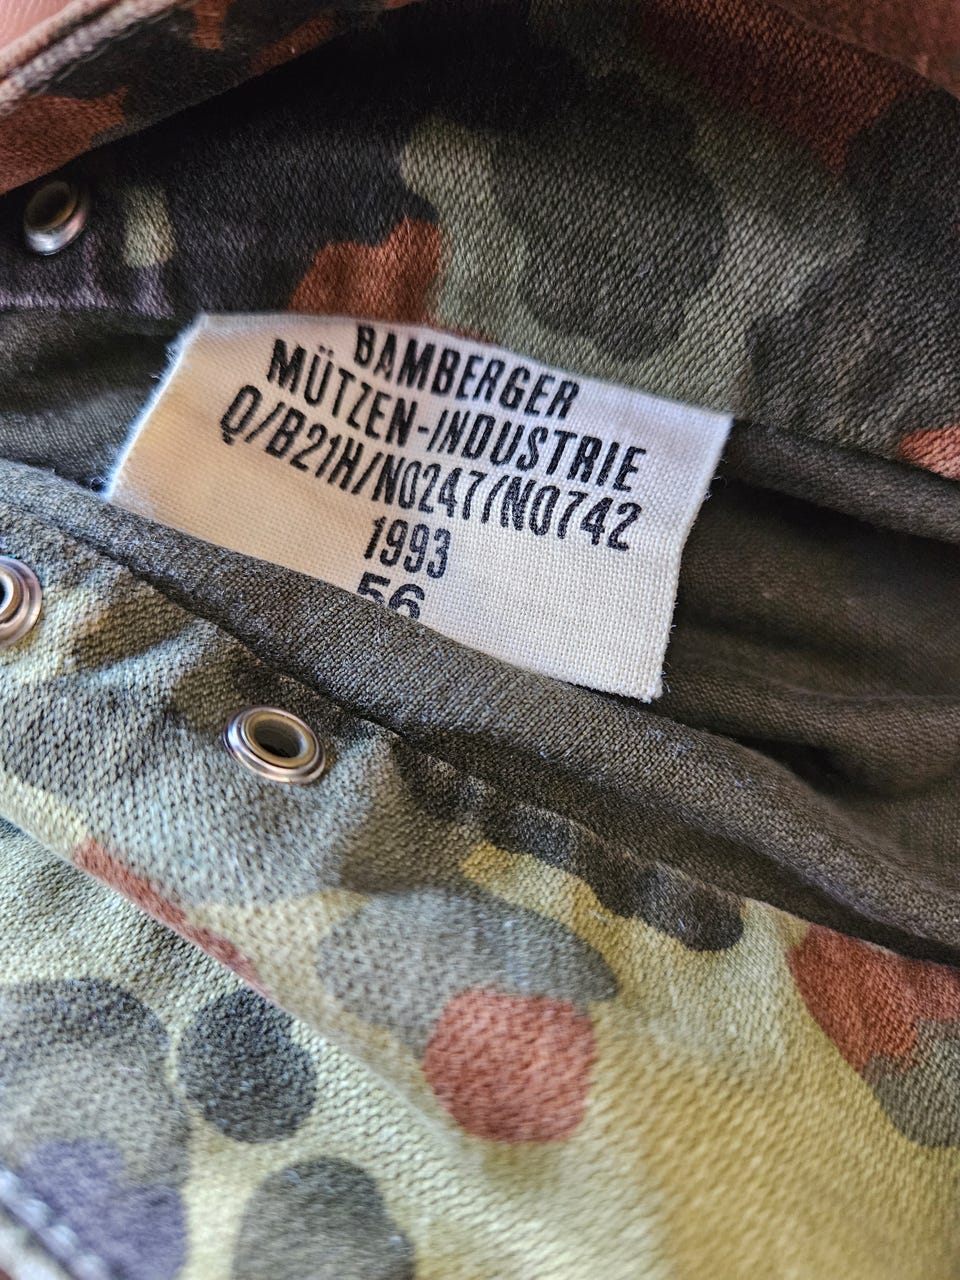 BAMBERGER
MÜTZEN-INDUSTRIE
Q/B21H/N0247/N0742
1993
56